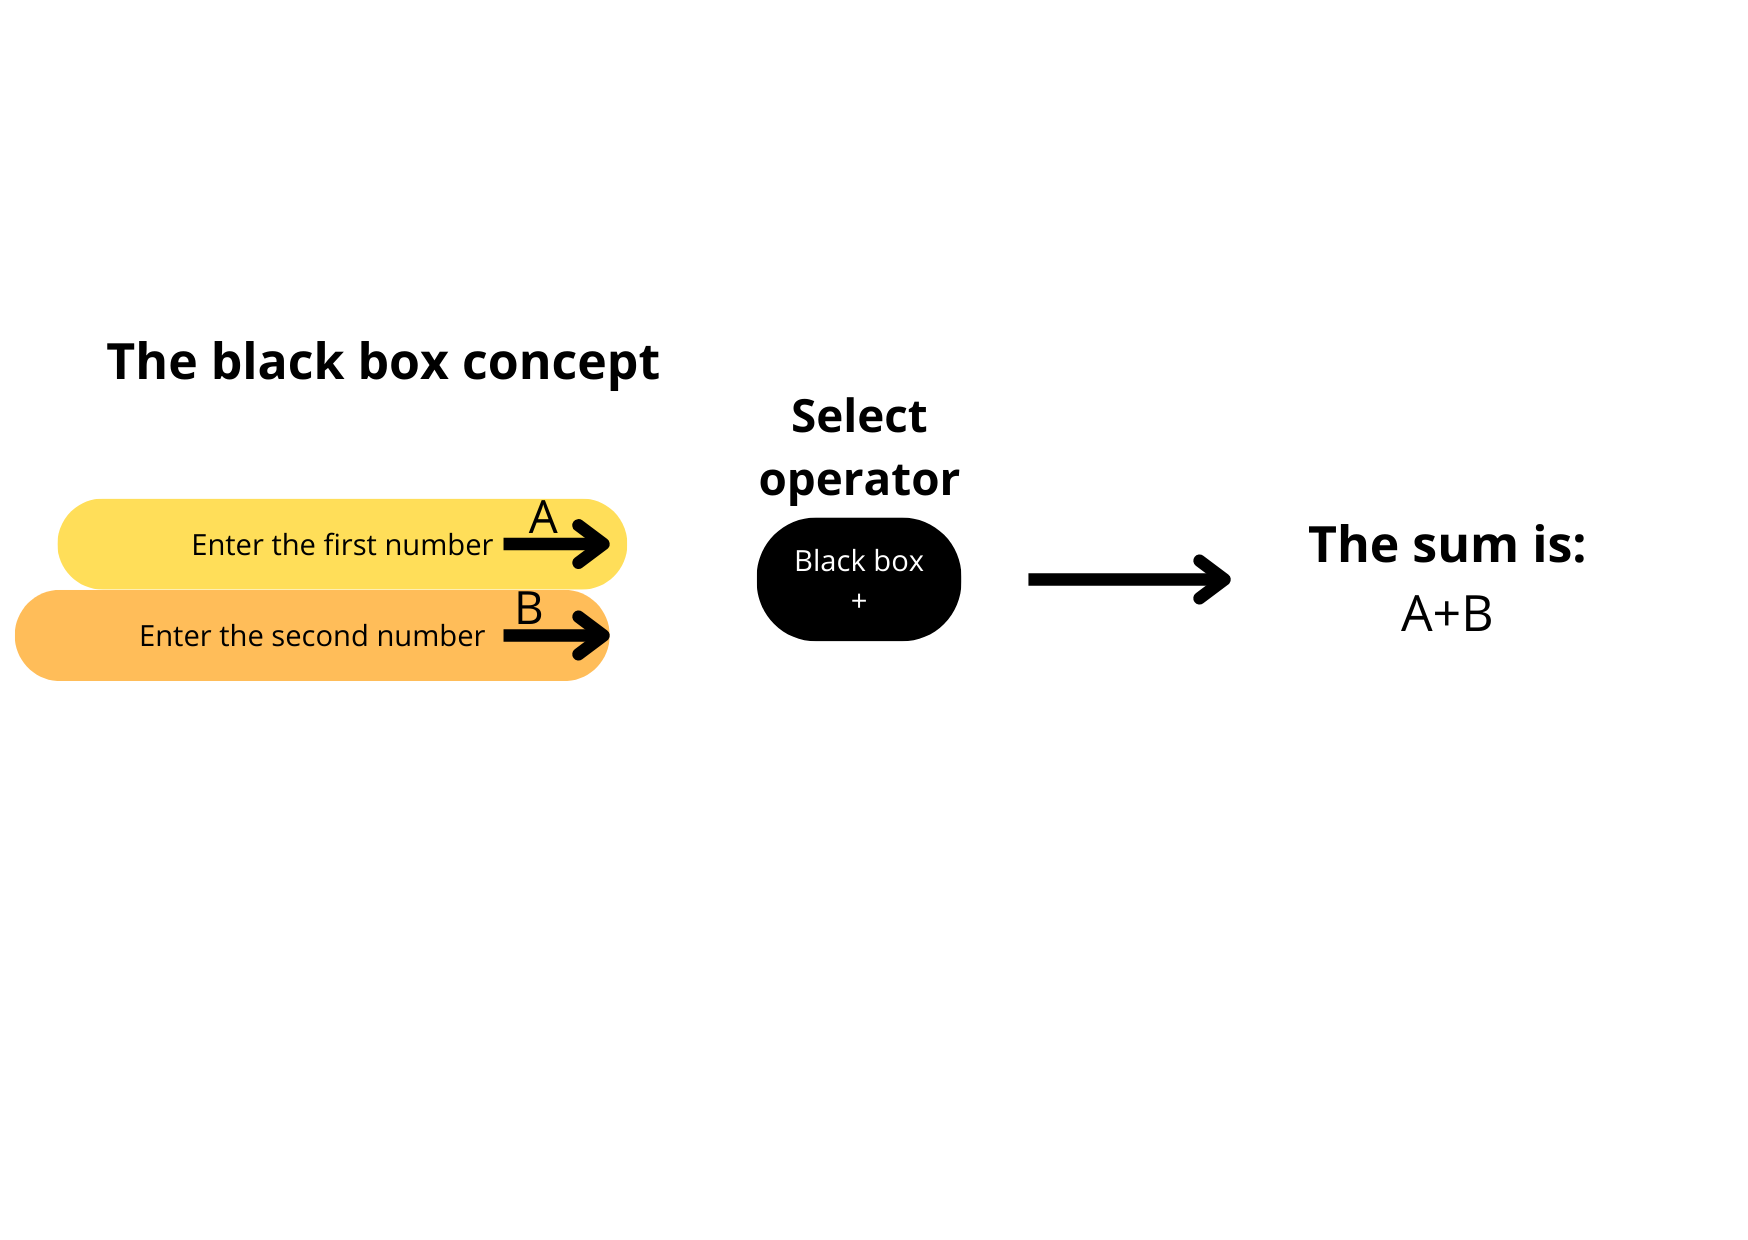 The black box concept
Select
operator
A
Enter the first number
B
Enter the second number
Black box
+
The sum is:
A+B